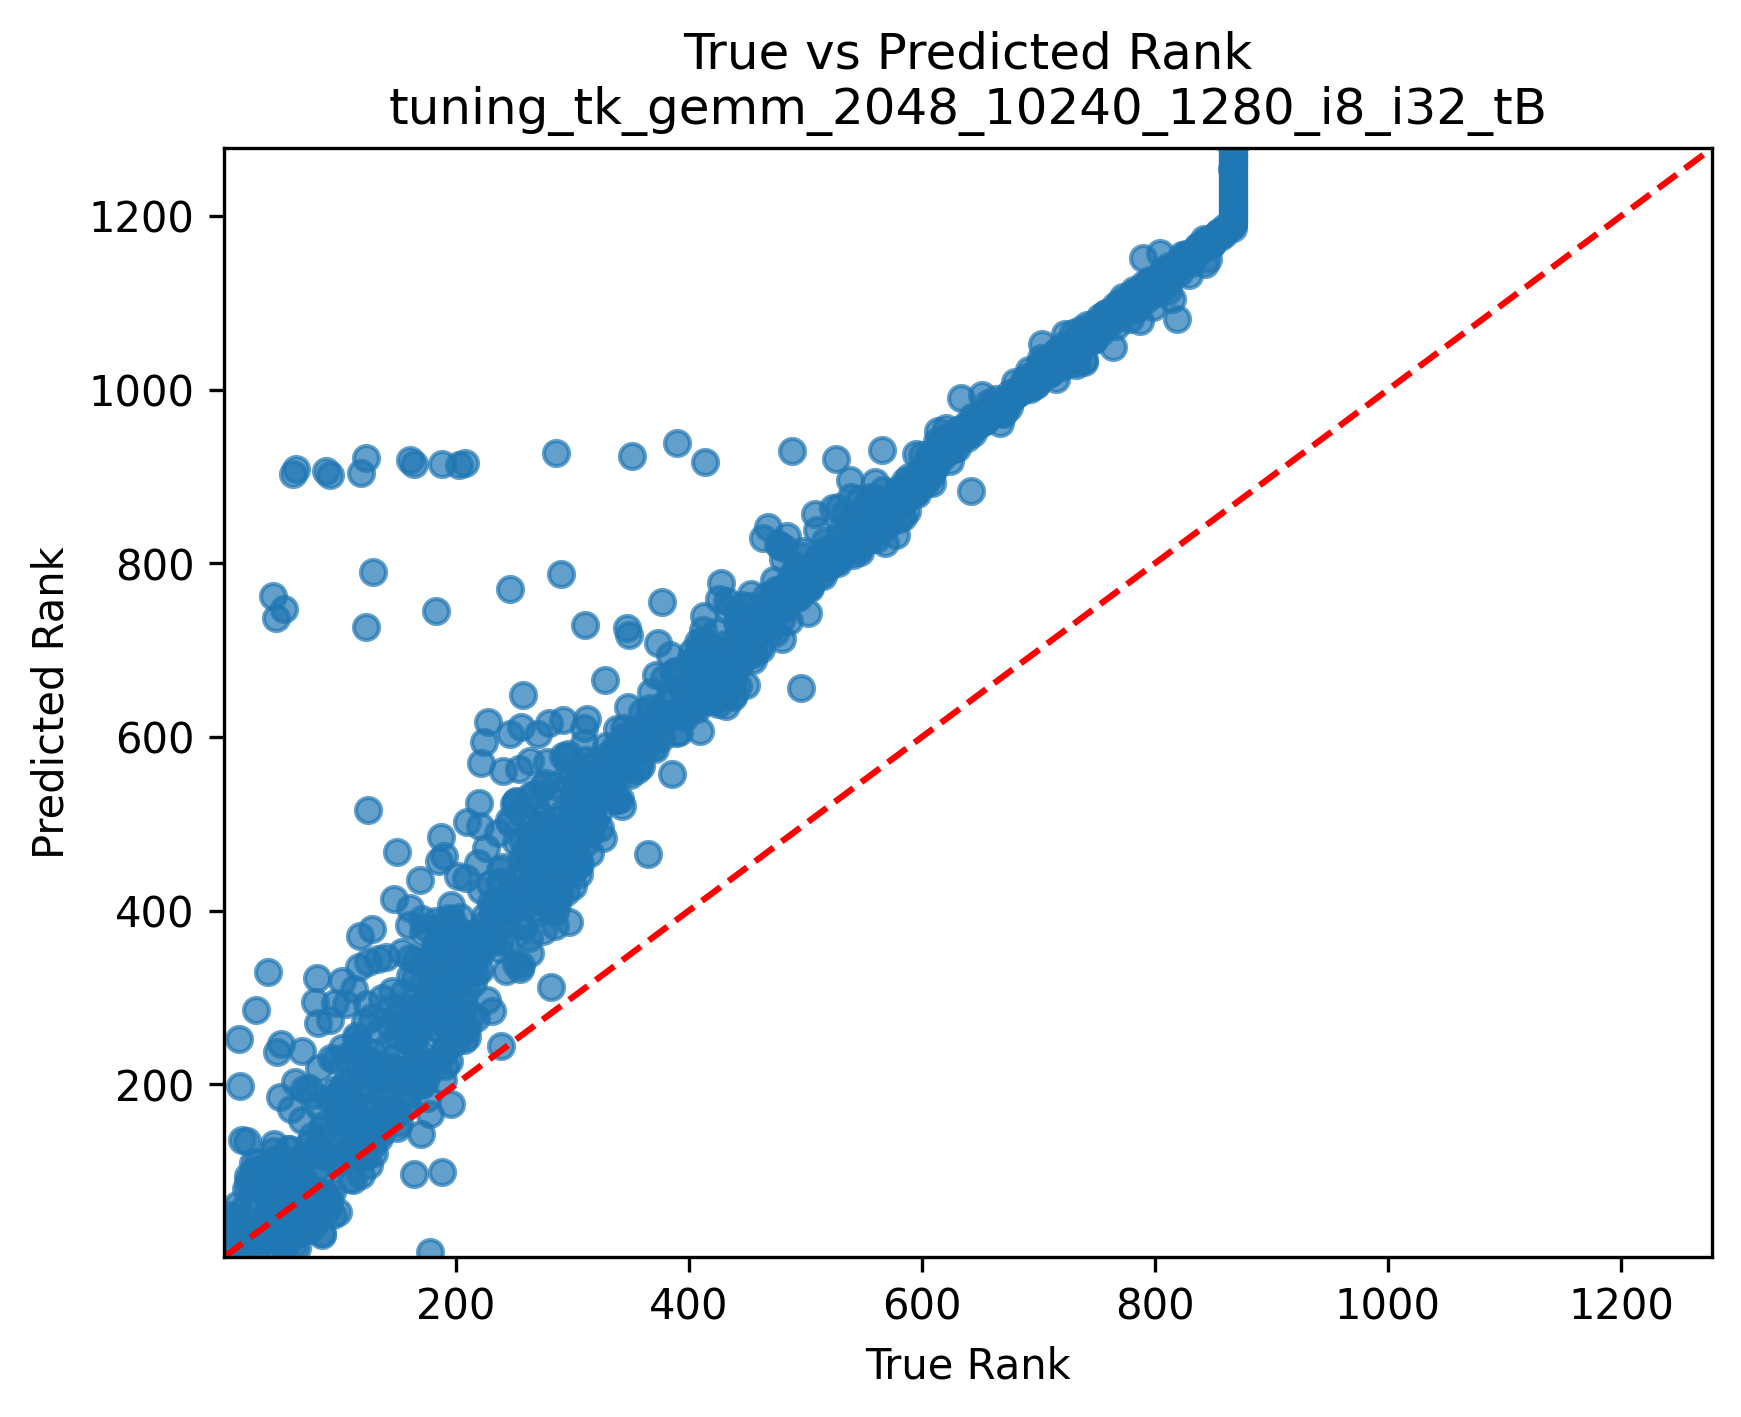 True vs Predicted Rank
tuning_tk_gemm_2048_10240_1280_i8_i32_tB
1200
1000
800
600
400
200
Predicted Rank
200 400 600 800 1000 1200
True Rank